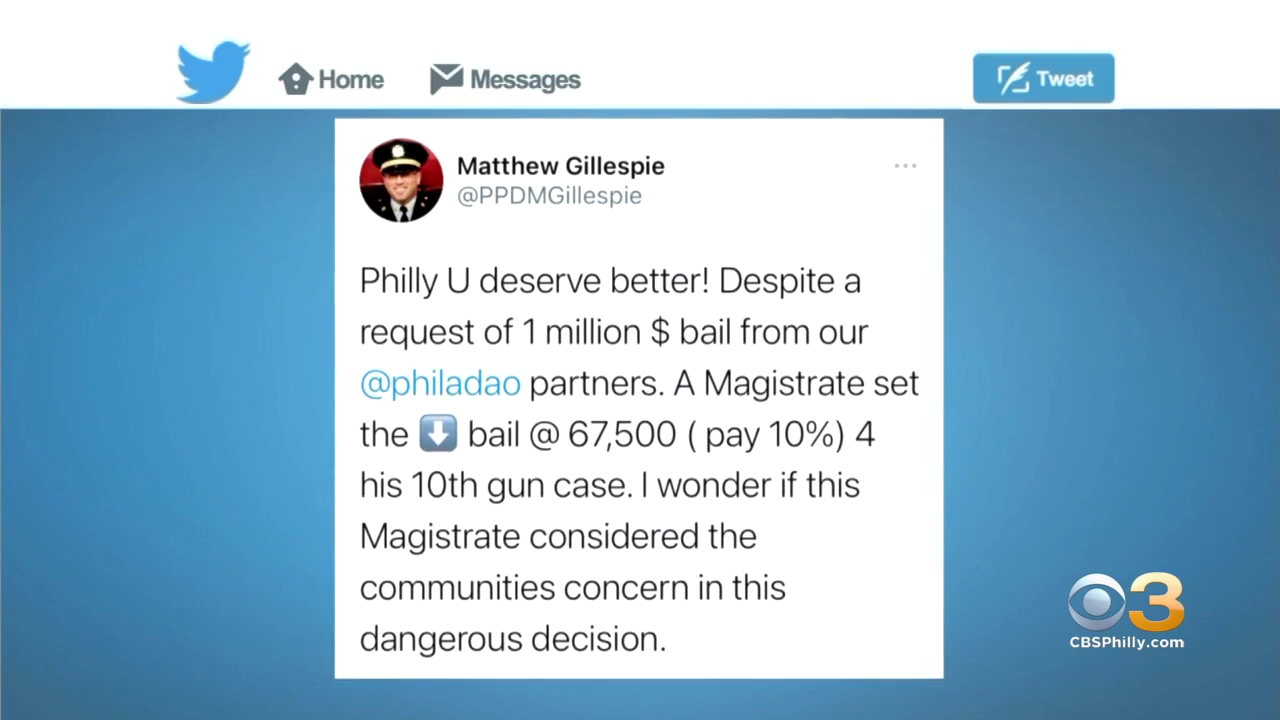 Home Messages Tweet
Matthew Gillespie
@PPDMGillespie
Philly U deserve better! Despite a
request of 1 million $ bail from our
@philadao partners. A Magistrate set
the ⬇️ bail @ 67,500 ( pay 10%) 4
his 10th gun case. I wonder if this
Magistrate considered the
communities concern in this
dangerous decision.
3
CBSPhilly.com